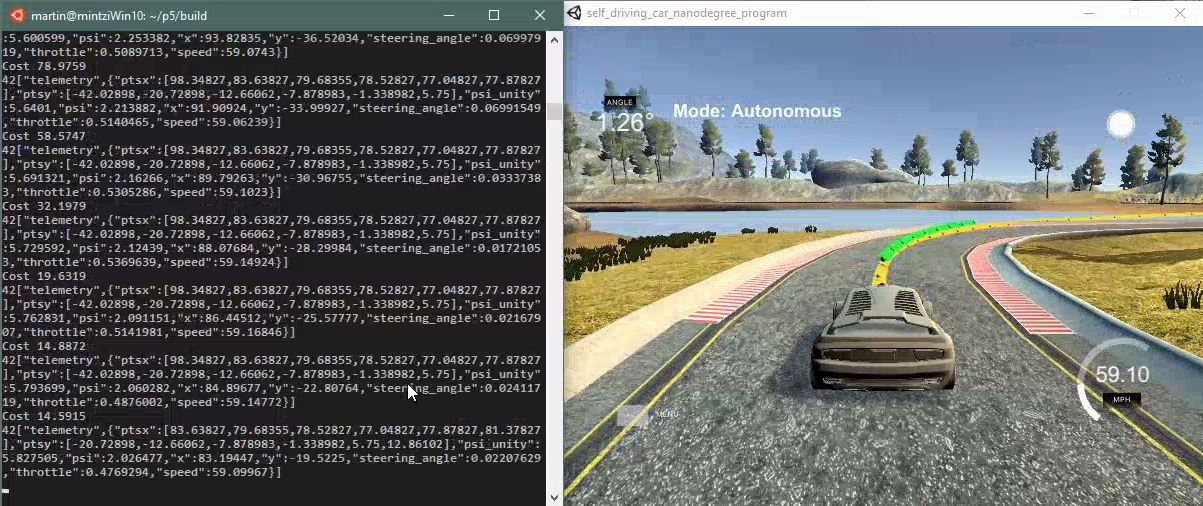 martin@mintziWin10: ~/p5/build
:5.600599,"psi":2.253382,"x":93.82835,"y":-36.52034,"steering_angle":0.069979
19,"throttle":0.5089713,"speed":59.0743}]
Cost 78.9759
42["telemetry",{"ptsx":[98.34827,83.63827,79.68355,78.52827,77.04827,77.87827
],"ptsy":[-42.02898,-20.72898,-12.66062,-7.878983,-1.338982,5.75],"psi_unity"
:5.6401,"psi":2.213882,"x":91.90924,"y":-33.99927,"steering_angle":0.06991549
,"throttle":0.5140465,"speed":59.06239}]
Cost 58.5747
42["telemetry",{"ptsx":[98.34827,83.63827,79.68355,78.52827,77.04827,77.87827
],"ptsy":[-42.02898,-20.72898,-12.66062,-7.878983,-1.338982,5.75],"psi_unity"
:5.691321,"psi":2.16266,"x":89.79263,"y":-30.96755,"steering_angle":0.0333738
3,"throttle":0.5305286,"speed":59.1023}]
Cost 32.1979
42["telemetry",{"ptsx":[98.34827,83.63827,79.68355,78.52827,77.04827,77.87827
],"ptsy":[-42.02898,-20.72898,-12.66062,-7.878983,-1.338982,5.75],"psi_unity"
:5.729592,"psi":2.12439,"x":88.07684,"y":-28.29984,"steering_angle":0.0172105
3,"throttle":0.5369639,"speed":59.14924}]
Cost 19.6319
42["telemetry",{"ptsx":[98.34827,83.63827,79.68355,78.52827,77.04827,77.87827
],"ptsy":[-42.02898,-20.72898,-12.66062,-7.878983,-1.338982,5.75],"psi_unity"
:5.762831,"psi":2.091151,"x":86.44512,"y":-25.57777,"steering_angle":0.021679
07,"throttle":0.5141981,"speed":59.16846}]
Cost 14.8872
42["telemetry",{"ptsx":[98.34827,83.63827,79.68355,78.52827,77.04827,77.87827
],"ptsy":[-42.02898,-20.72898,-12.66062,-7.878983,-1.338982,5.75],"psi_unity"
:5.793699,"psi":2.060282,"x":84.89677,"y":-22.80764,"steering_angle":0.024117
19,"throttle":0.4876002,"speed":59.14772}]
Cost 14.5915
42["telemetry",{"ptsx":[83.63827,79.68355,78.52827,77.04827,77.87827,81.37827
],"ptsy":[-20.72898,-12.66062,-7.878983,-1.338982,5.75,12.86102],"psi_unity":
5.827505,"psi":2.026477,"x":83.19447,"y":-19.5225,"steering_angle":0.02207629
,"throttle":0.4769294,"speed":59.09967}]
self_driving_car_nanodegree_program
ANGLE
1.26°
Mode: Autonomous
59.10
MPH
MENU